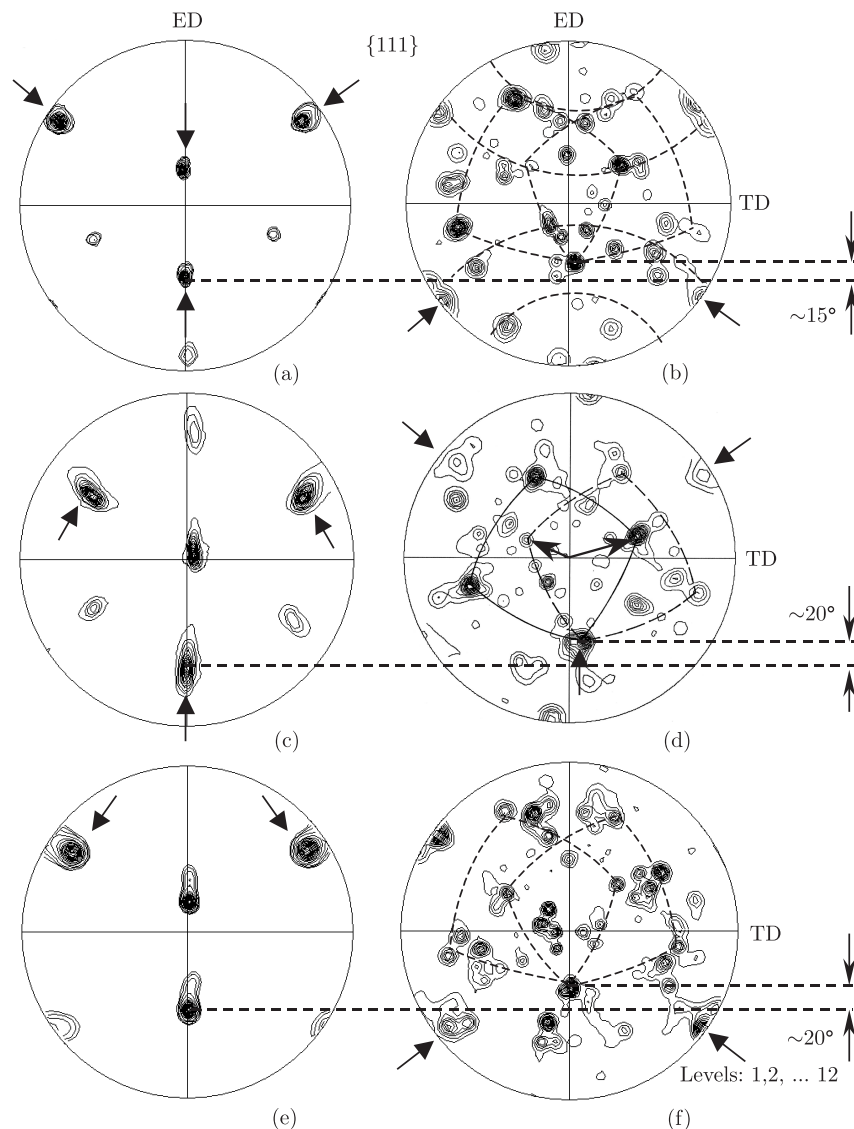 ED
ED
{111}
TD
~15°
(a)
(b)
TD
~20°
(c)
(d)
TD
~20°
Levels: 1,2, ... 12
(e)
(f)